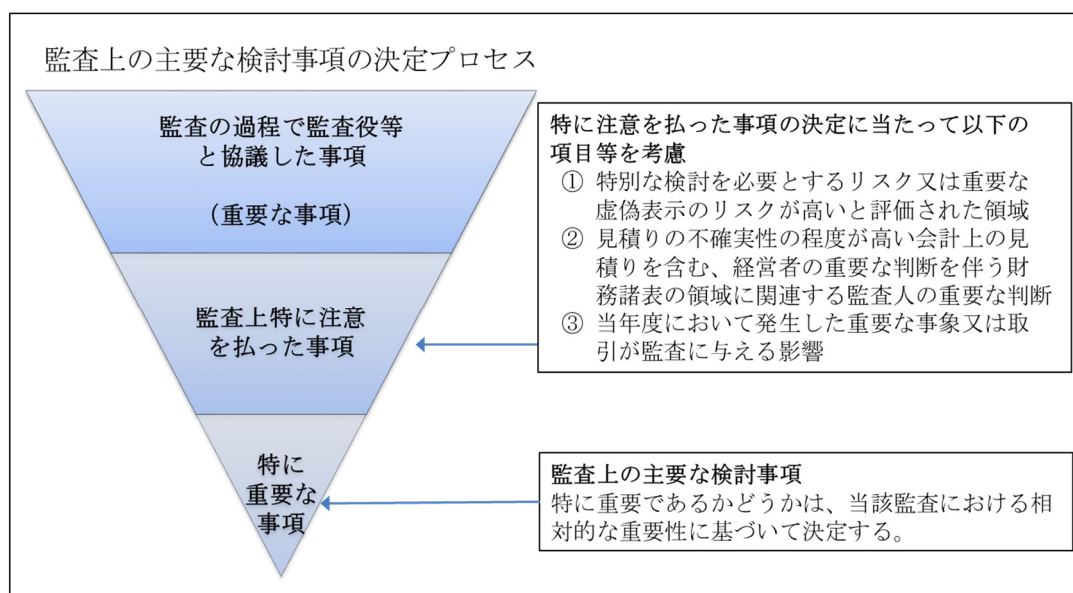 監査上の主要な検討事項の決定プロセス
監査の過程で監査役等
と協議した事項
（重要な事項）
監査上特に注意
を払った事項
特に
重要な
事項
特に注意を払った事項の決定に当たって以下の
項目等を考慮
① 特別な検討を必要とするリスク又は重要な
虚偽表示のリスクが高いと評価された領域
② 見積りの不確実性の程度が高い会計上の見
積りを含む、経営者の重要な判断を伴う財
務諸表の領域に関連する監査人の重要な判断
③ 当年度において発生した重要な事象又は取
引が監査に与える影響
監査上の主要な検討事項
特に重要であるかどうかは、当該監査における相
対的な重要性に基づいて決定する。